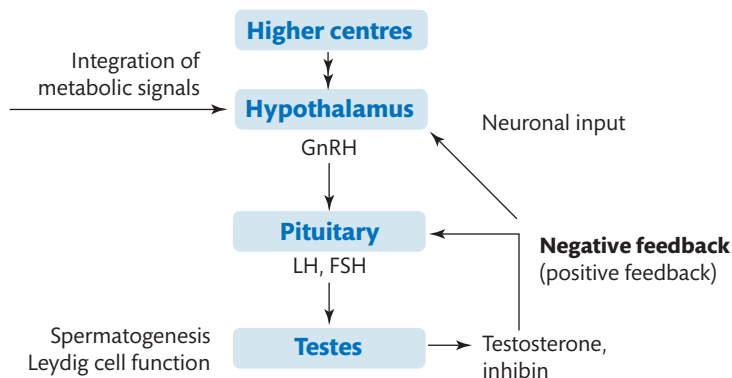 Higher centres
Integration of
metabolic signals
Hypothalamus
Neuronal input
GnRH
Pituitary
Negative feedback
(positive feedback)
LH, FSH
Spermatogenesis
Leydig cell function
Testes
Testosterone,
inhibin